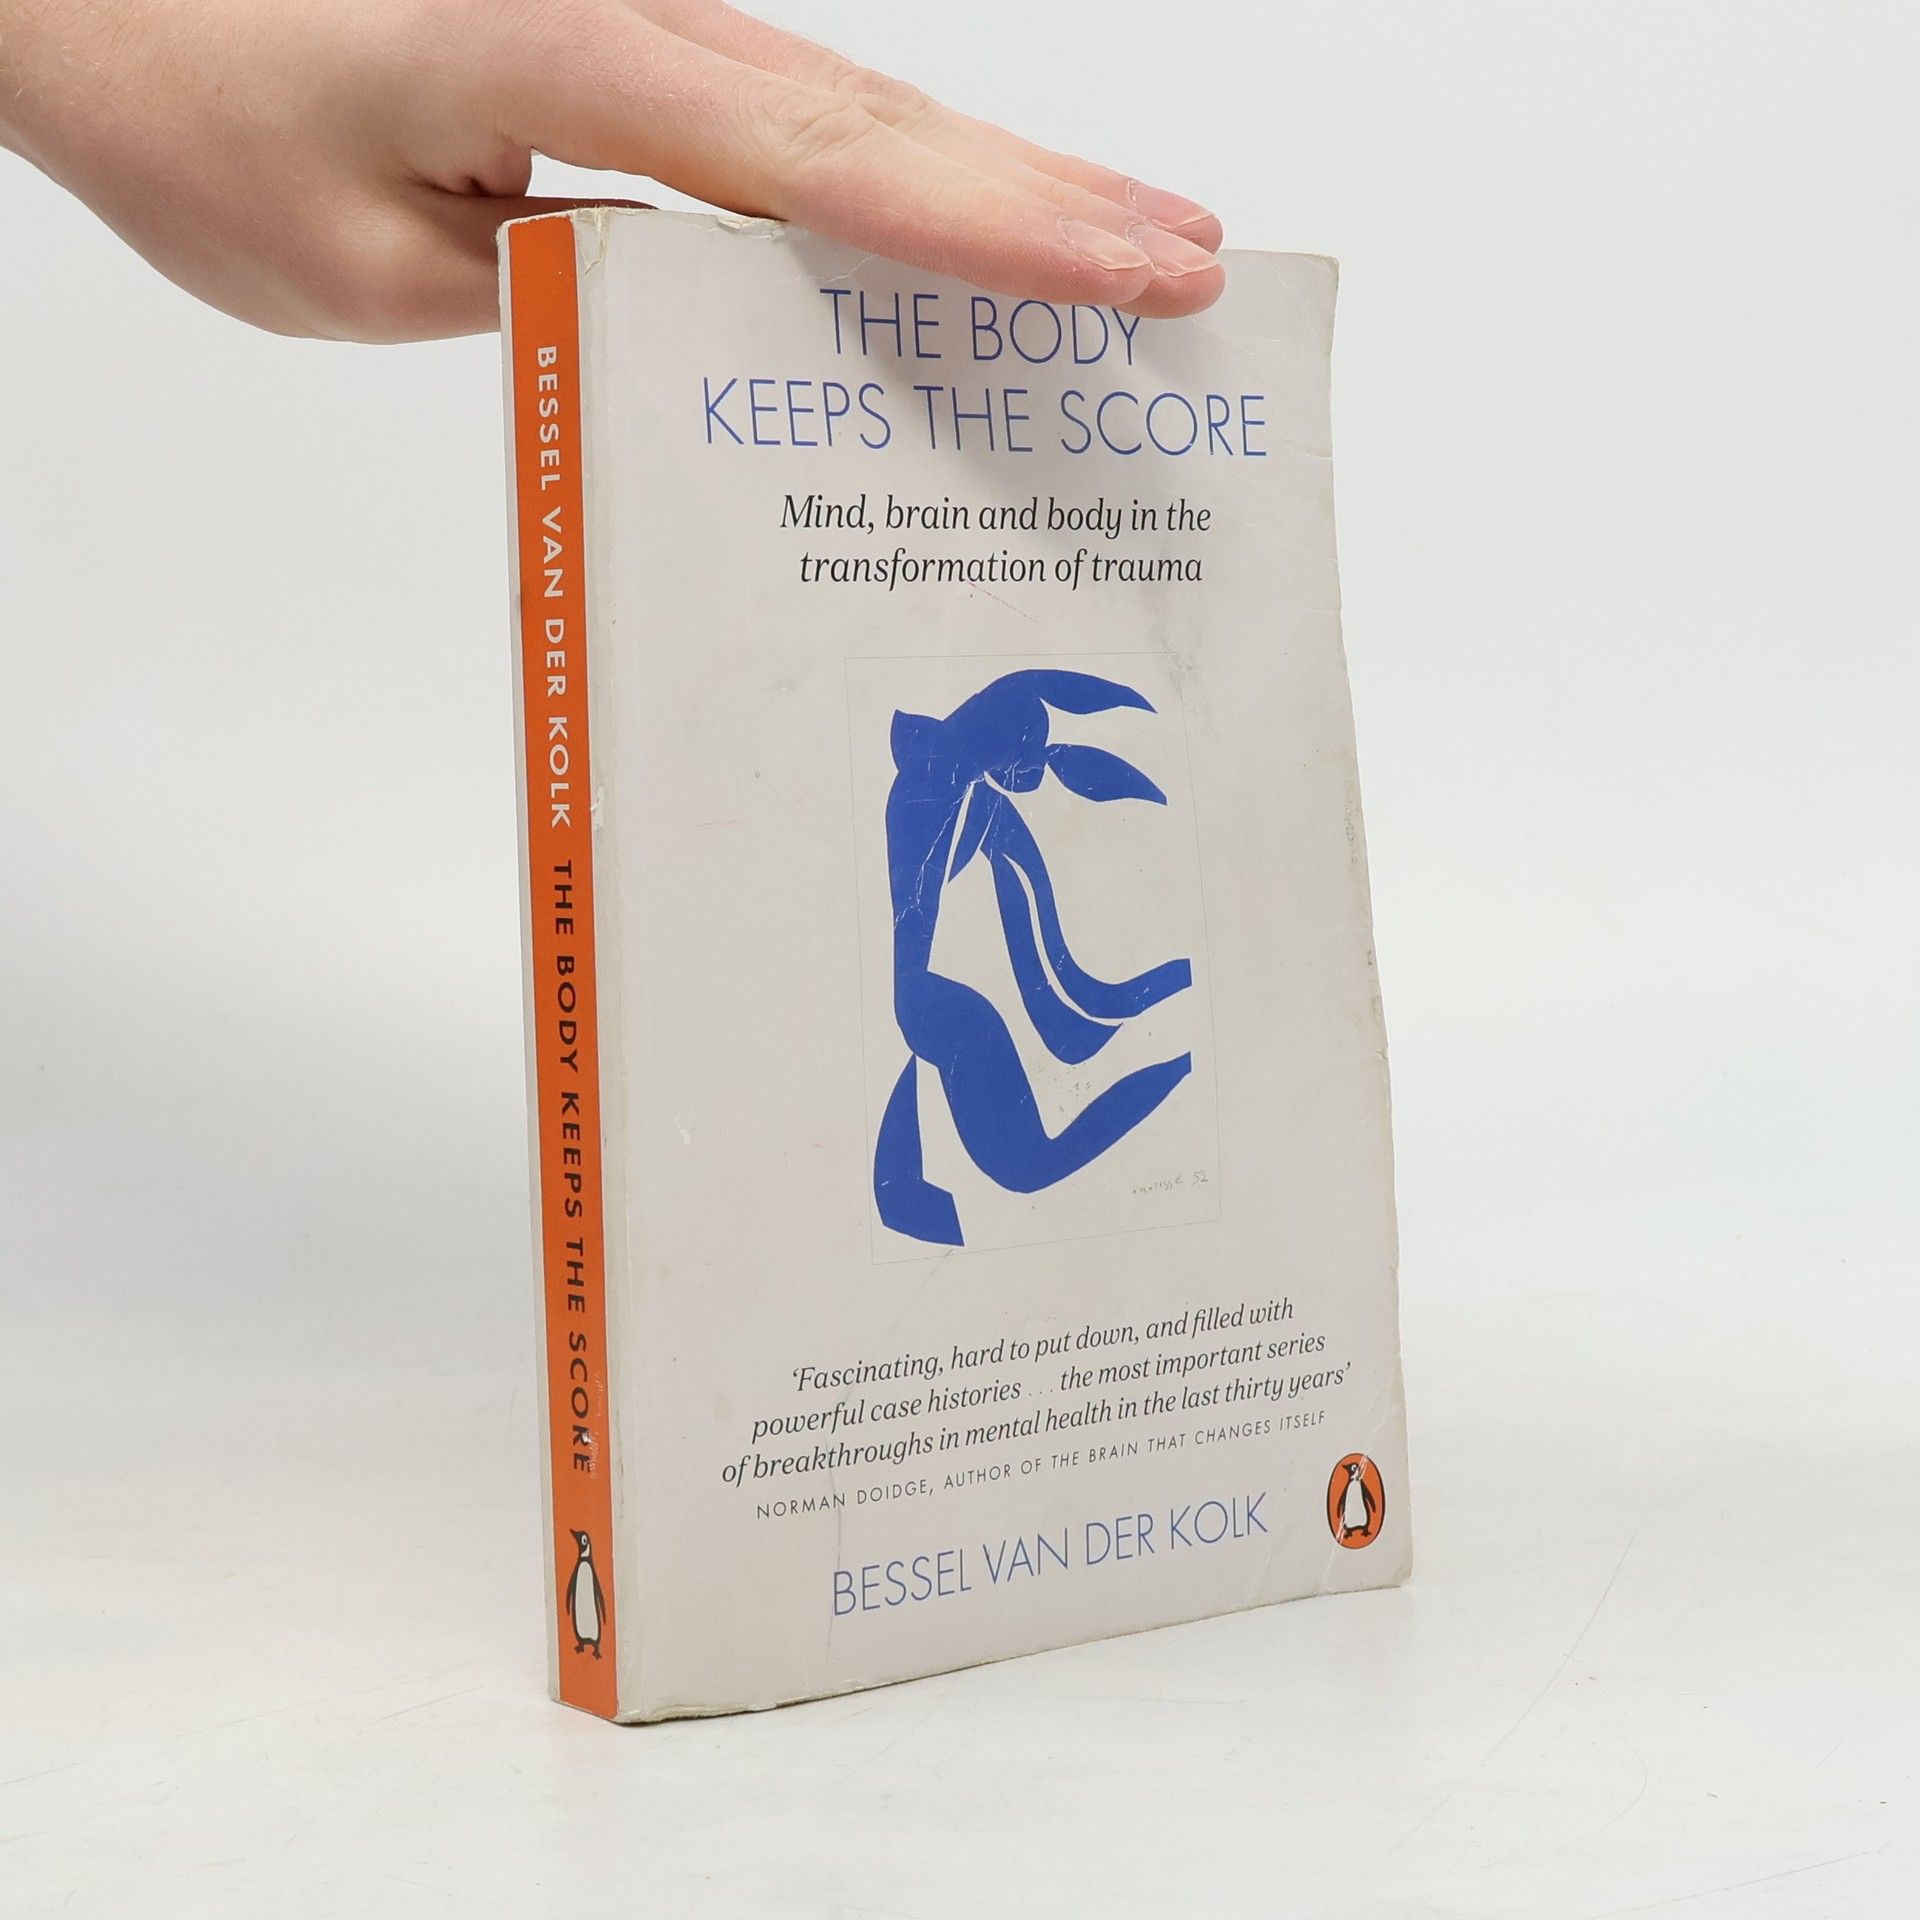 BESSEL VAN DER KOLK THE BODY KEEPS THE SCORE
THE BODY
KEEPS THE SCORE
Mind, brain and body in the
transformation of trauma
MATISSE 52
‘Fascinating, hard to put down, and filled with
powerful case histories . . . the most important series
of breakthroughs in mental health in the last thirty years’
NORMAN DOIDGE, AUTHOR OF THE BRAIN THAT CHANGES ITSELF
BESSEL VAN DER KOLK